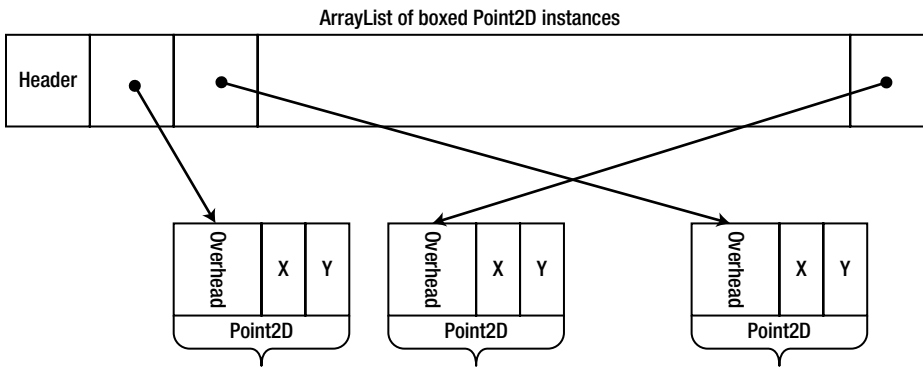 ArrayList of boxed Point2D instances
Header
Overhead X Y
Overhead X Y
Overhead X Y
Point2D
Point2D
Point2D